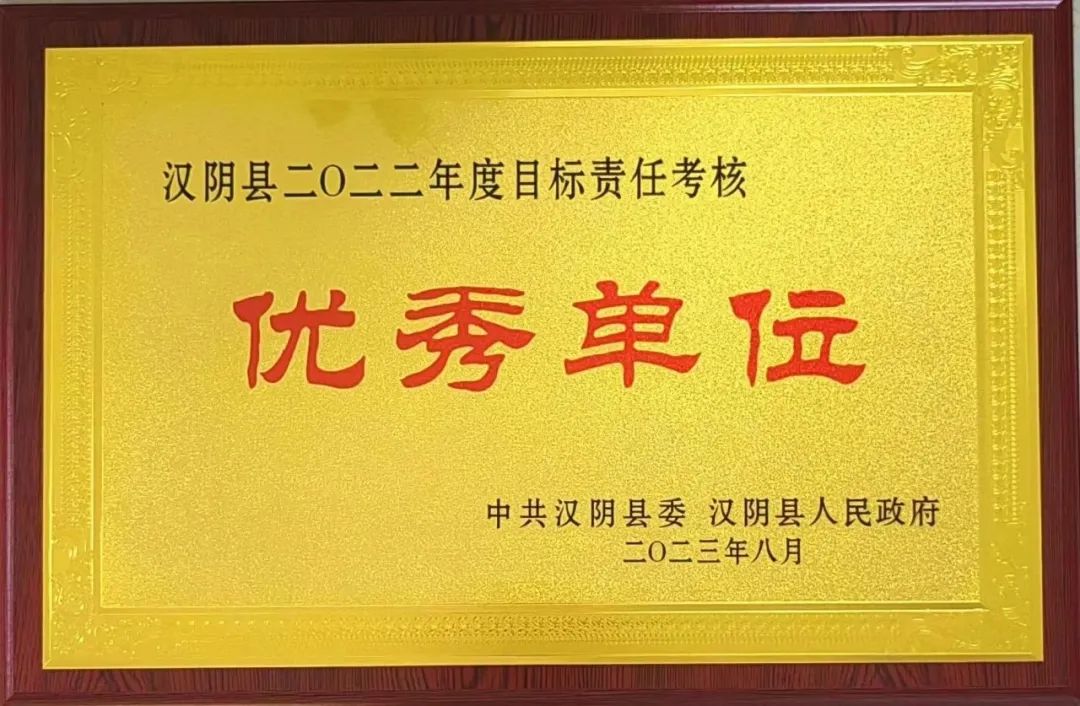 汉阴县二〇二二年度目标责任考核
优秀单位
中共汉阴县委 汉阴县人民政府
二〇二三年八月